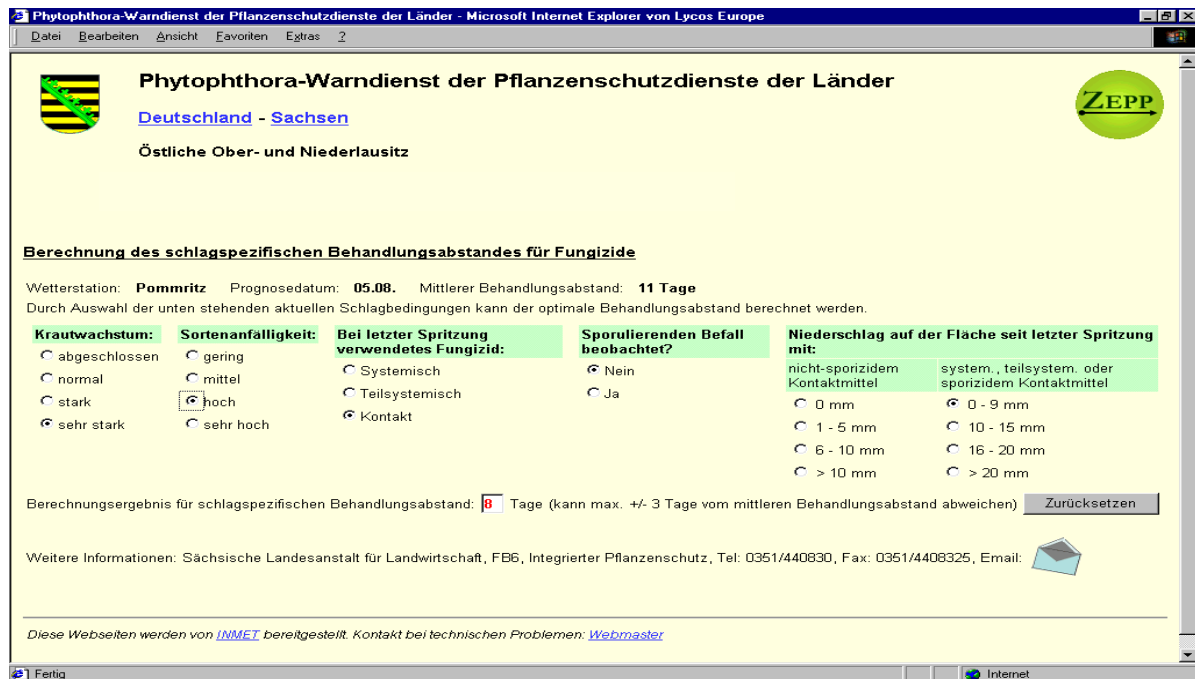 Phytophthora-Warndienst der Pflanzenschutzdienste der Länder - Microsoft Internet Explorer von Lycos Europe
Datei Bearbeiten Ansicht Favoriten Extras ?
Phytophthora-Warndienst der Pflanzenschutzdienste der Länder
ZEPP
Deutschland - Sachsen
Östliche Ober- und Niederlausitz
Berechnung des schlagspezifischen Behandlungsabstandes für Fungizide
Wetterstation: Pommritz Prognosedatum: 05.08. Mittlerer Behandlungsabstand: 11 Tage
Durch Auswahl der unten stehenden aktuellen Schlagbedingungen kann der optimale Behandlungsabstand berechnet werden.
Krautwachstum:
abgeschlossen
normal
stark
sehr stark
Sortenanfälligkeit:
gering
mittel
hoch
sehr hoch
Bei letzter Spritzung
verwendetes Fungizid:
Systemisch
Teilsystemisch
Kontakt
Sporulierenden Befall
beobachtet?
Nein
Ja
Niederschlag auf der Fläche seit letzter Spritzung
mit:
nicht-sporizidem
Kontaktmittel
0 mm
1 - 5 mm
6 - 10 mm
> 10 mm
system., teilsystem. oder
sporizidem Kontaktmittel
0 - 9 mm
10 - 15 mm
16 - 20 mm
> 20 mm
Berechnungsergebnis für schlagspezifischen Behandlungsabstand: 8 Tage (kann max. +/- 3 Tage vom mittleren Behandlungsabstand abweichen) Zurücksetzen
Weitere Informationen: Sächsische Landesanstalt für Landwirtschaft, FB6, Integrierter Pflanzenschutz, Tel: 0351/440830, Fax: 0351/4408325, Email:
Diese Webseiten werden von INMET bereitgestellt. Kontakt bei technischen Problemen: Webmaster
Fertig Internet